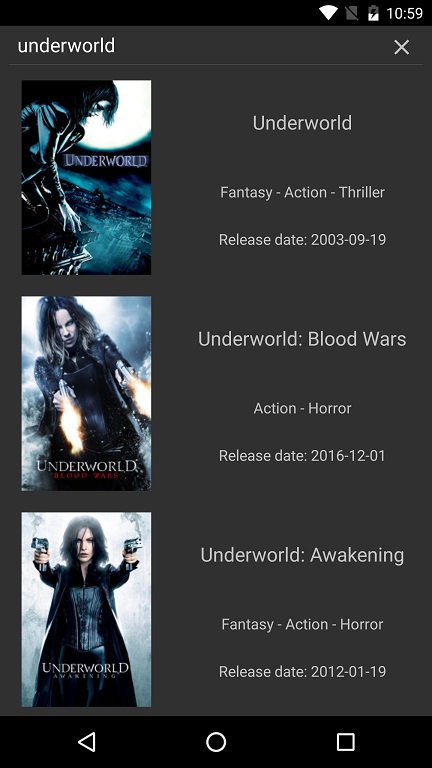 10:59
underworld
UNDERWORLD
Underworld
Fantasy - Action - Thriller
Release date: 2003-09-19
UNDERWORLD
BLOOD WARS
Underworld: Blood Wars
Action - Horror
Release date: 2016-12-01
UNDERWORLD
AWAKENING
Underworld: Awakening
Fantasy - Action - Horror
Release date: 2012-01-19